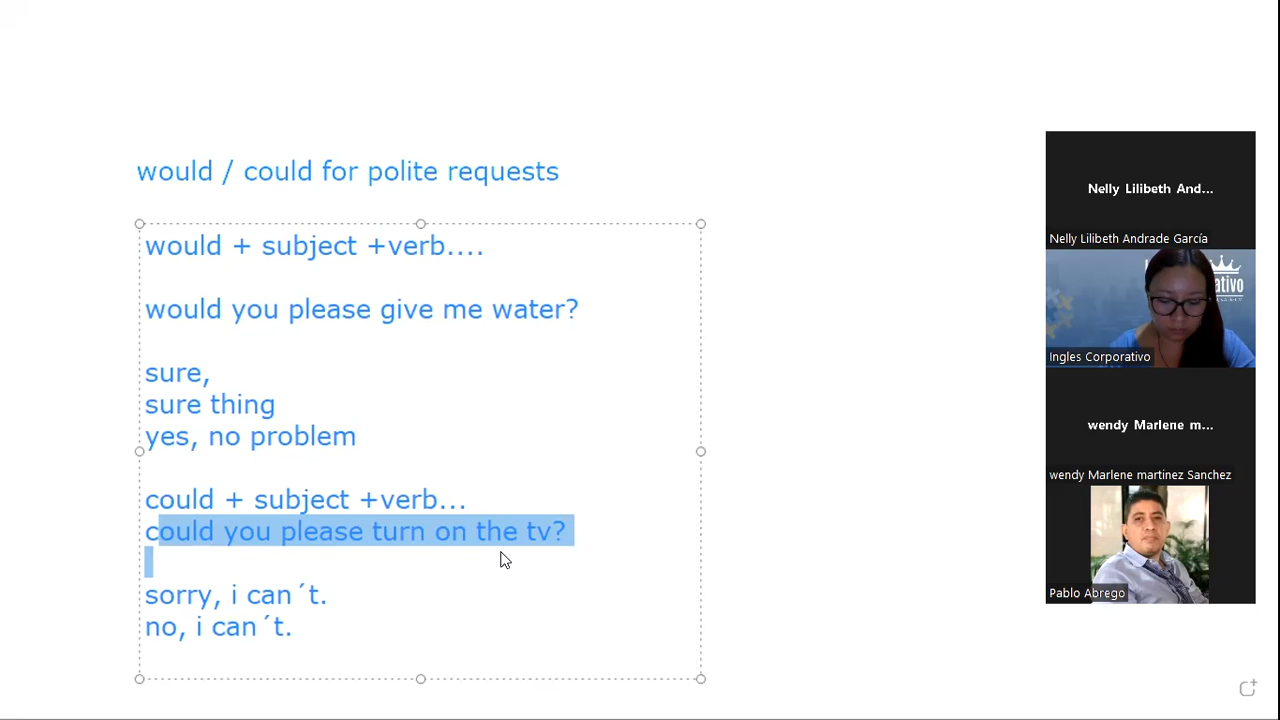 would / could for polite requests
would + subject +verb....
would you please give me water?
sure,
sure thing
yes, no problem
could + subject +verb...
could you please turn on the tv?
sorry, i can´t.
no, i can´t.
Nelly Lilibeth And...
Nelly Lilibeth Andrade García
Ingles Corporativo
wendy Marlene m...
wendy Marlene martinez Sanchez
Pablo Abrego